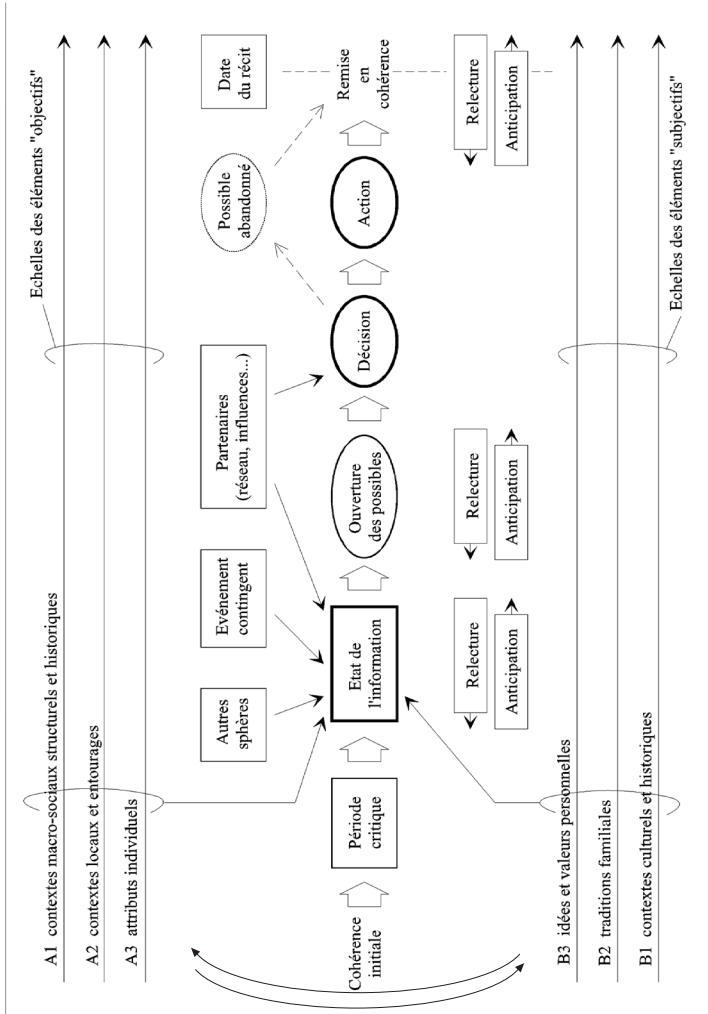 Echelles des éléments "objectifs"
A1 contextes macro-sociaux structurels et historiques
A2 contextes locaux et entourages
A3 attributs individuels
Autres
sphères
Evénement
contingent
Partenaires
(réseau, influences...)
Possible
abandonné
Date
du récit
Cohérence
initiale
Période
critique
Etat de
l'information
Ouverture
des possibles
Décision
Action
Remise
en
cohérence
Relecture
Anticipation
Relecture
Anticipation
Relecture
Anticipation
B3 idées et valeurs personnelles
B2 traditions familiales
B1 contextes culturels et historiques
Echelles des éléments "subjectifs"